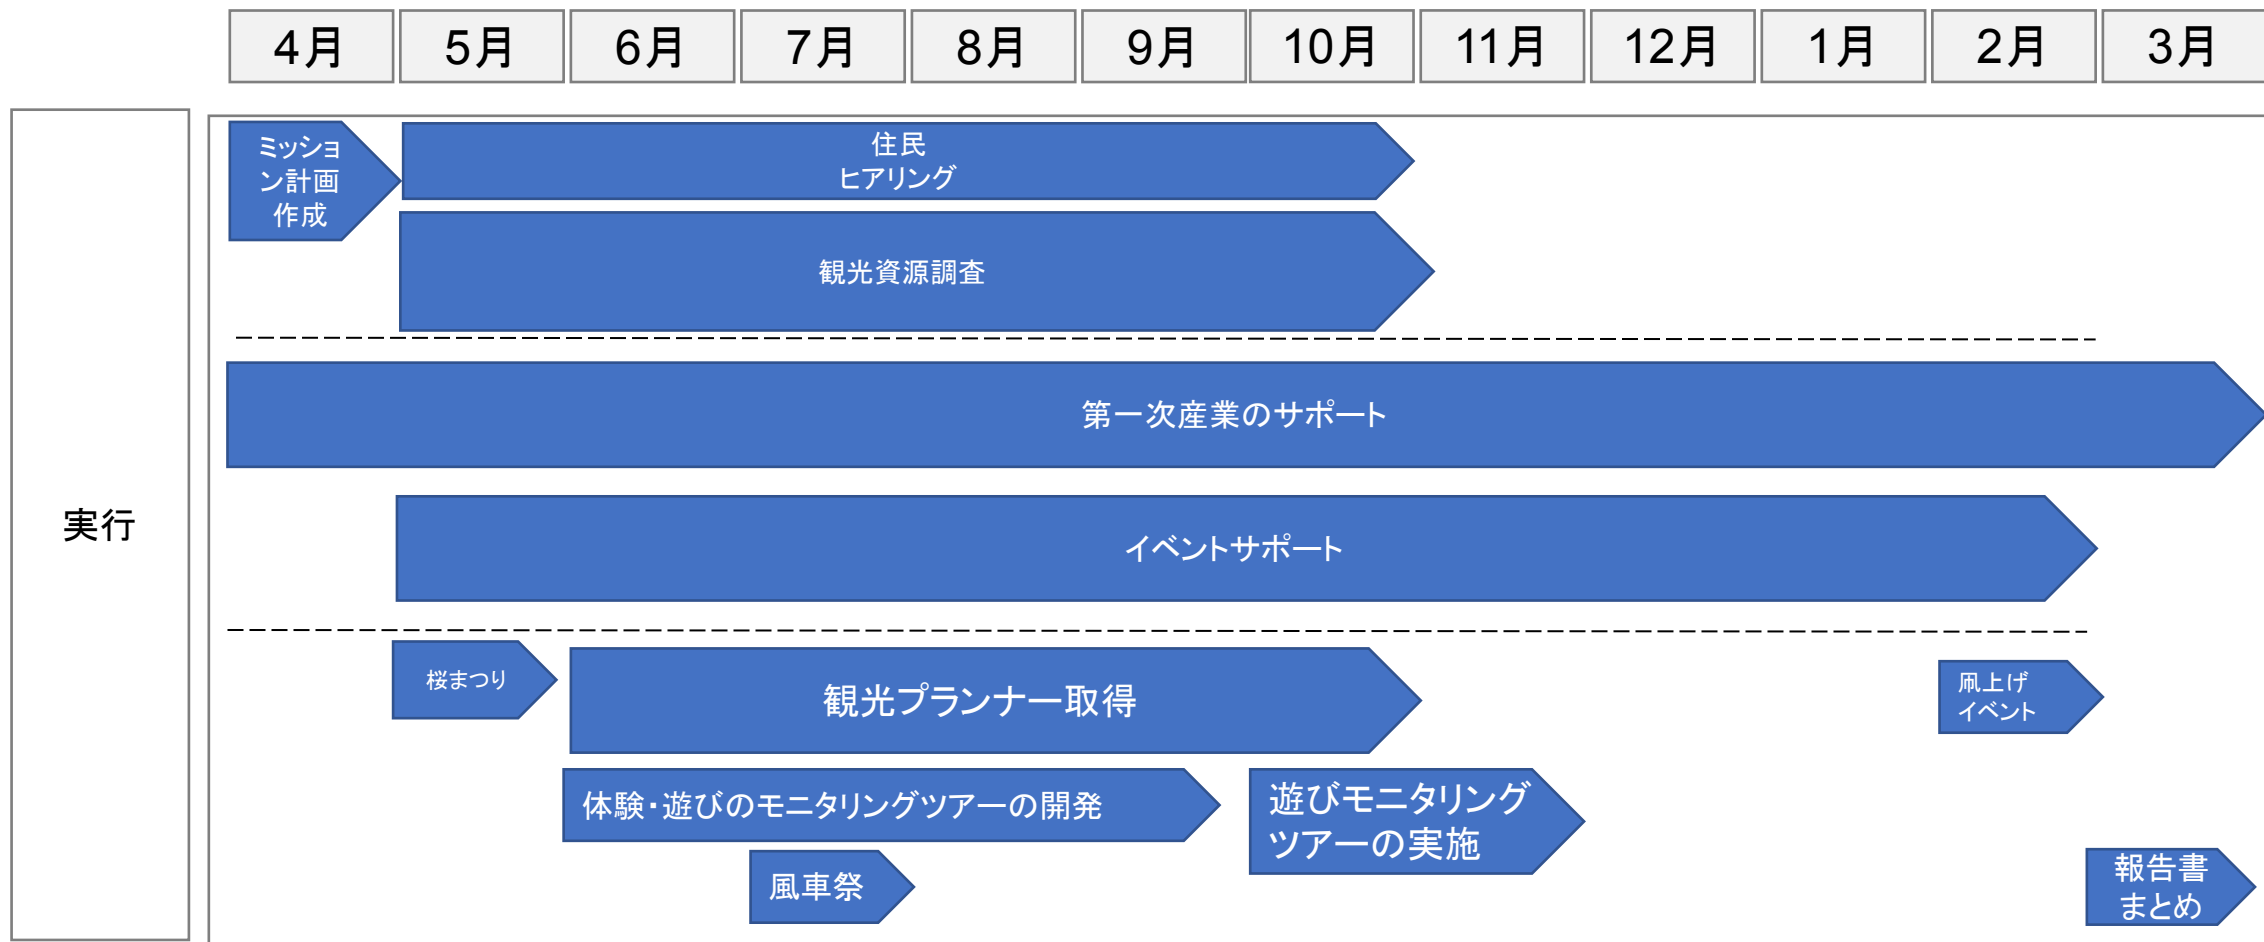 4月
5月
6月
7月
8月
9月
10月
11月
12月
1月
2月
3月
実行
ミッショ
ン計画
作成
住民
ヒアリング
観光資源調査
第一次産業のサポート
イベントサポート
桜まつり
観光プランナー取得
凧上げ
イベント
体験・遊びのモニタリングツアーの開発
遊びモニタリング
ツアーの実施
風車祭
報告書
まとめ